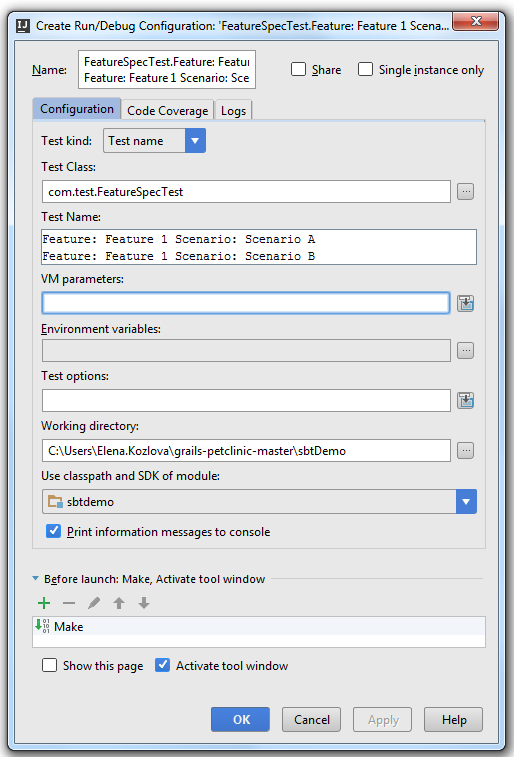 Create Run/Debug Configuration: 'FeatureSpecTest.Feature: Feature 1 Scena...
Name:
FeatureSpecTest.Feature: Featur
Feature: Feature 1 Scenario: Sce
Share
Single instance only
Configuration
Code Coverage
Logs
Test kind:
Test name
Test Class:
com.test.FeatureSpecTest
Test Name:
Feature: Feature 1 Scenario: Scenario A
Feature: Feature 1 Scenario: Scenario B
VM parameters:
Environment variables:
Test options:
Working directory:
C:\Users\Elena.Kozlova\grails-petclinic-master\sbtDemo
Use classpath and SDK of module:
sbtdemo
Print information messages to console
Before launch: Make, Activate tool window
Make
Show this page
Activate tool window
OK
Cancel
Apply
Help